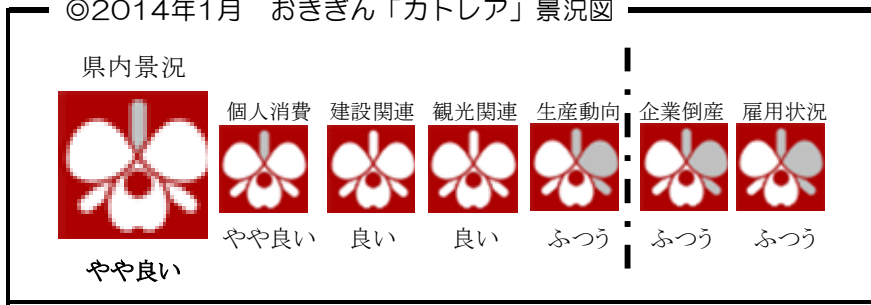 ◎2014年1月　おきぎん「カトレア」景況図
県内景況
個人消費 建設関連 観光関連 生産動向 企業倒産 雇用状況
やや良い 良い 良い ふつう ふつう ふつう
やや良い